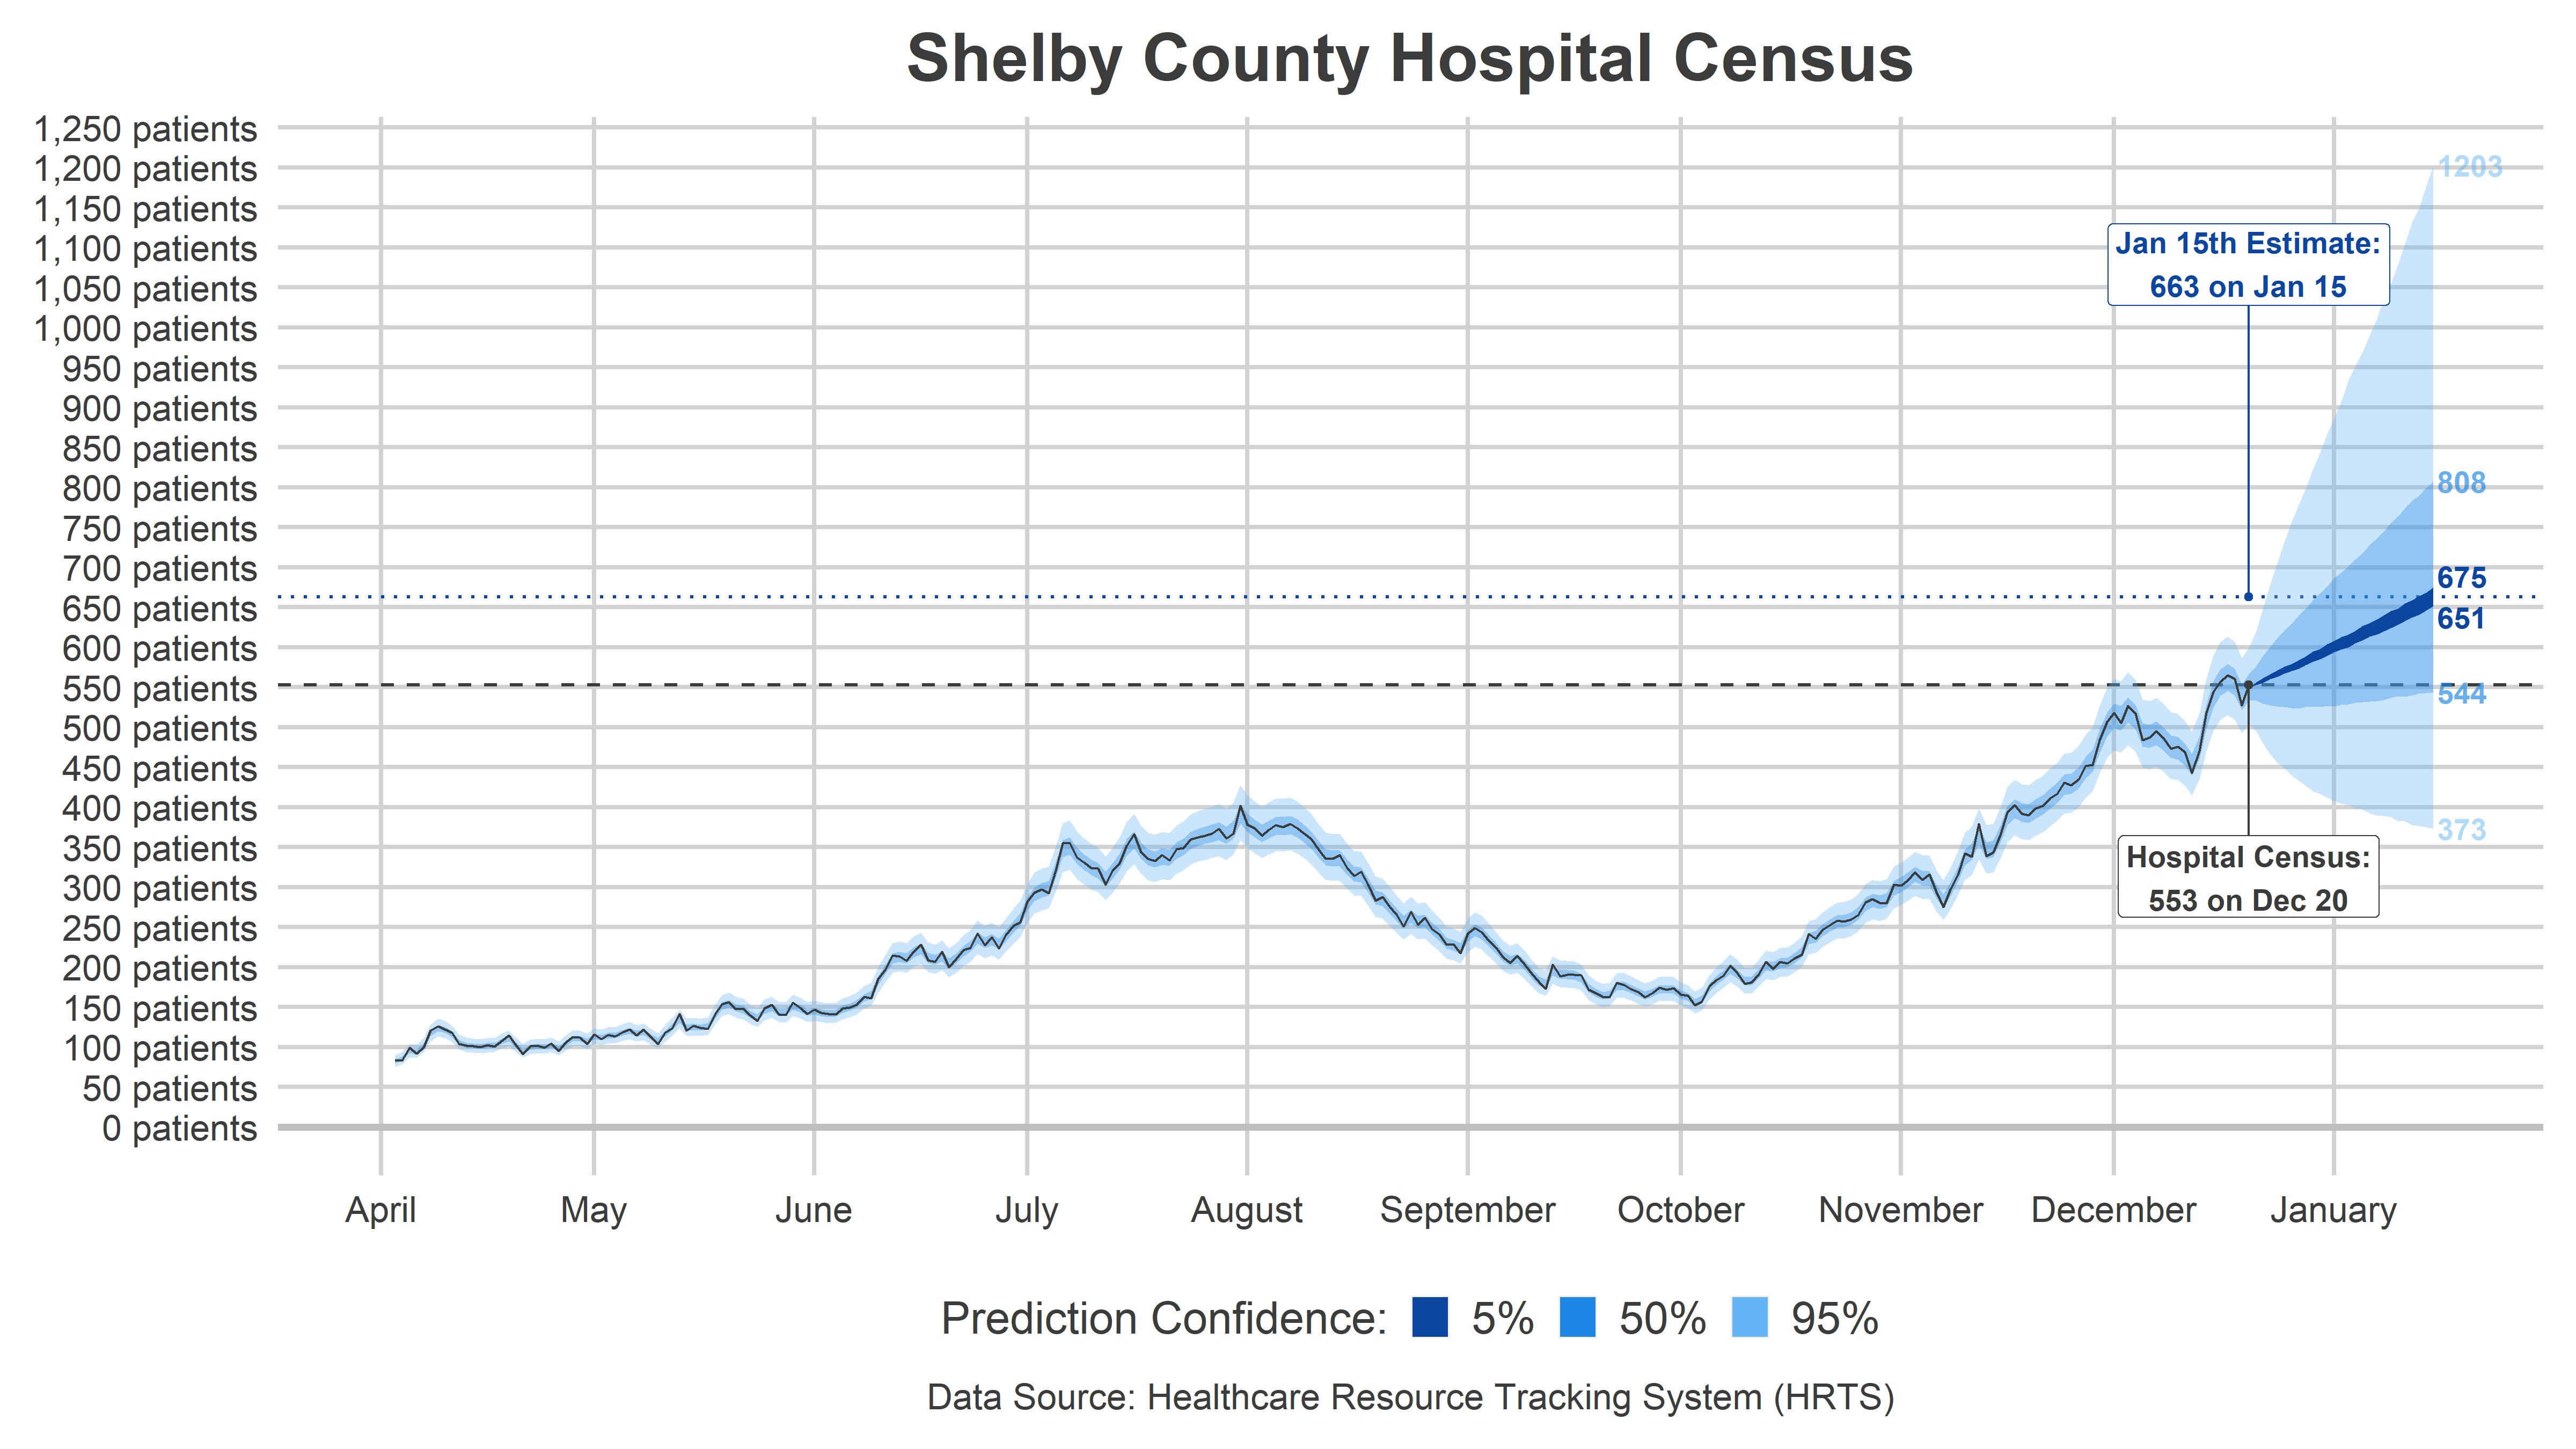 Shelby County Hospital Census
1,250 patients
1,200 patients
1,150 patients
1,100 patients
1,050 patients
1,000 patients
950 patients
900 patients
850 patients
800 patients
750 patients
700 patients
650 patients
600 patients
550 patients
500 patients
450 patients
400 patients
350 patients
300 patients
250 patients
200 patients
150 patients
100 patients
50 patients
0 patients
1203
Jan 15th Estimate:
663 on Jan 15
808
675
651
544
373
Hospital Census:
553 on Dec 20
April May June July August September October November December January
Prediction Confidence: 5% 50% 95%
Data Source: Healthcare Resource Tracking System (HRTS)